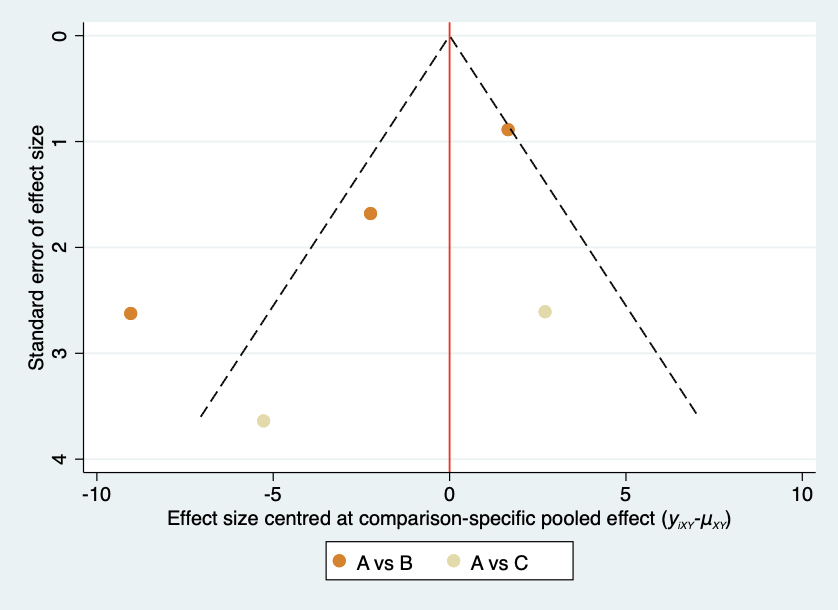 0
1
2
3
4
Standard error of effect size
-10 -5 0 5 10
Effect size centred at comparison-specific pooled effect (yiXY-μXY)
A vs B A vs C